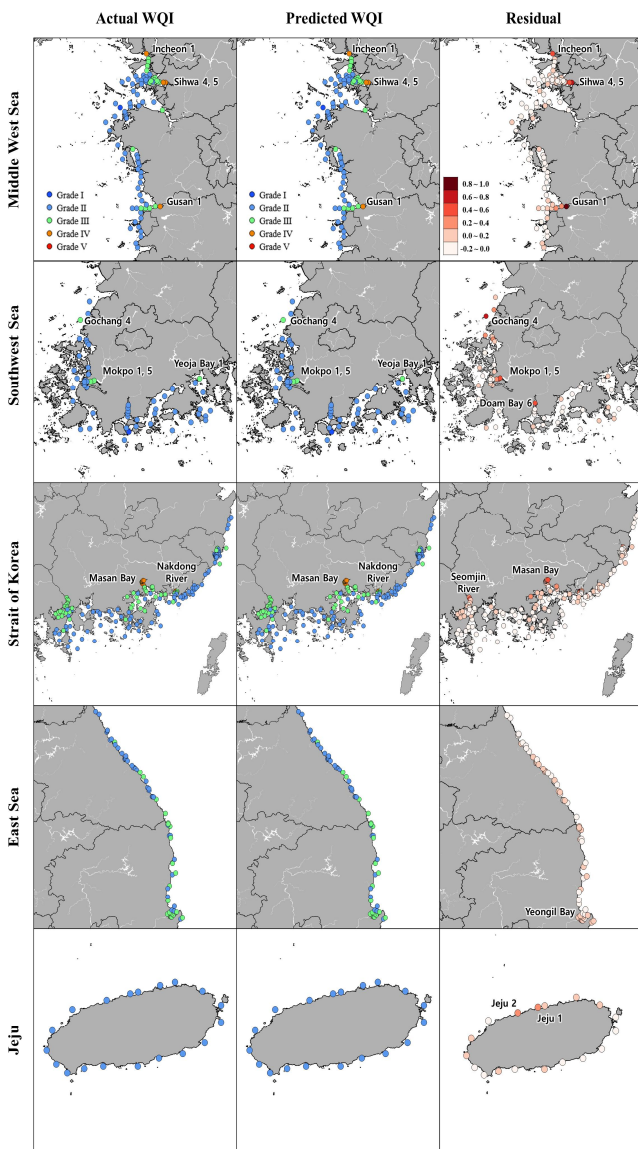 Actual WQI
Predicted WQI
Residual
Middle West Sea
Incheon 1
Sihwa 4, 5
Gusan 1
Grade I
Grade II
Grade III
Grade IV
Grade V
Incheon 1
Sihwa 4, 5
Gusan 1
Grade I
Grade II
Grade III
Grade IV
Grade V
Incheon 1
Sihwa 4, 5
Gusan 1
0.8 – 1.0
0.6 – 0.8
0.4 – 0.6
0.2 – 0.4
0.0 – 0.2
-0.2 – 0.0
Southwest Sea
Gochang 4
Mokpo 1, 5
Yeoja Bay 1
Gochang 4
Mokpo 1, 5
Yeoja Bay 1
Gochang 4
Mokpo 1, 5
Doam Bay 6
Strait of Korea
Masan Bay
Nakdong
River
Masan Bay
Nakdong
River
Seomjin
River
Masan Bay
East Sea
Yeongil Bay
Jeju
Jeju 2
Jeju 1